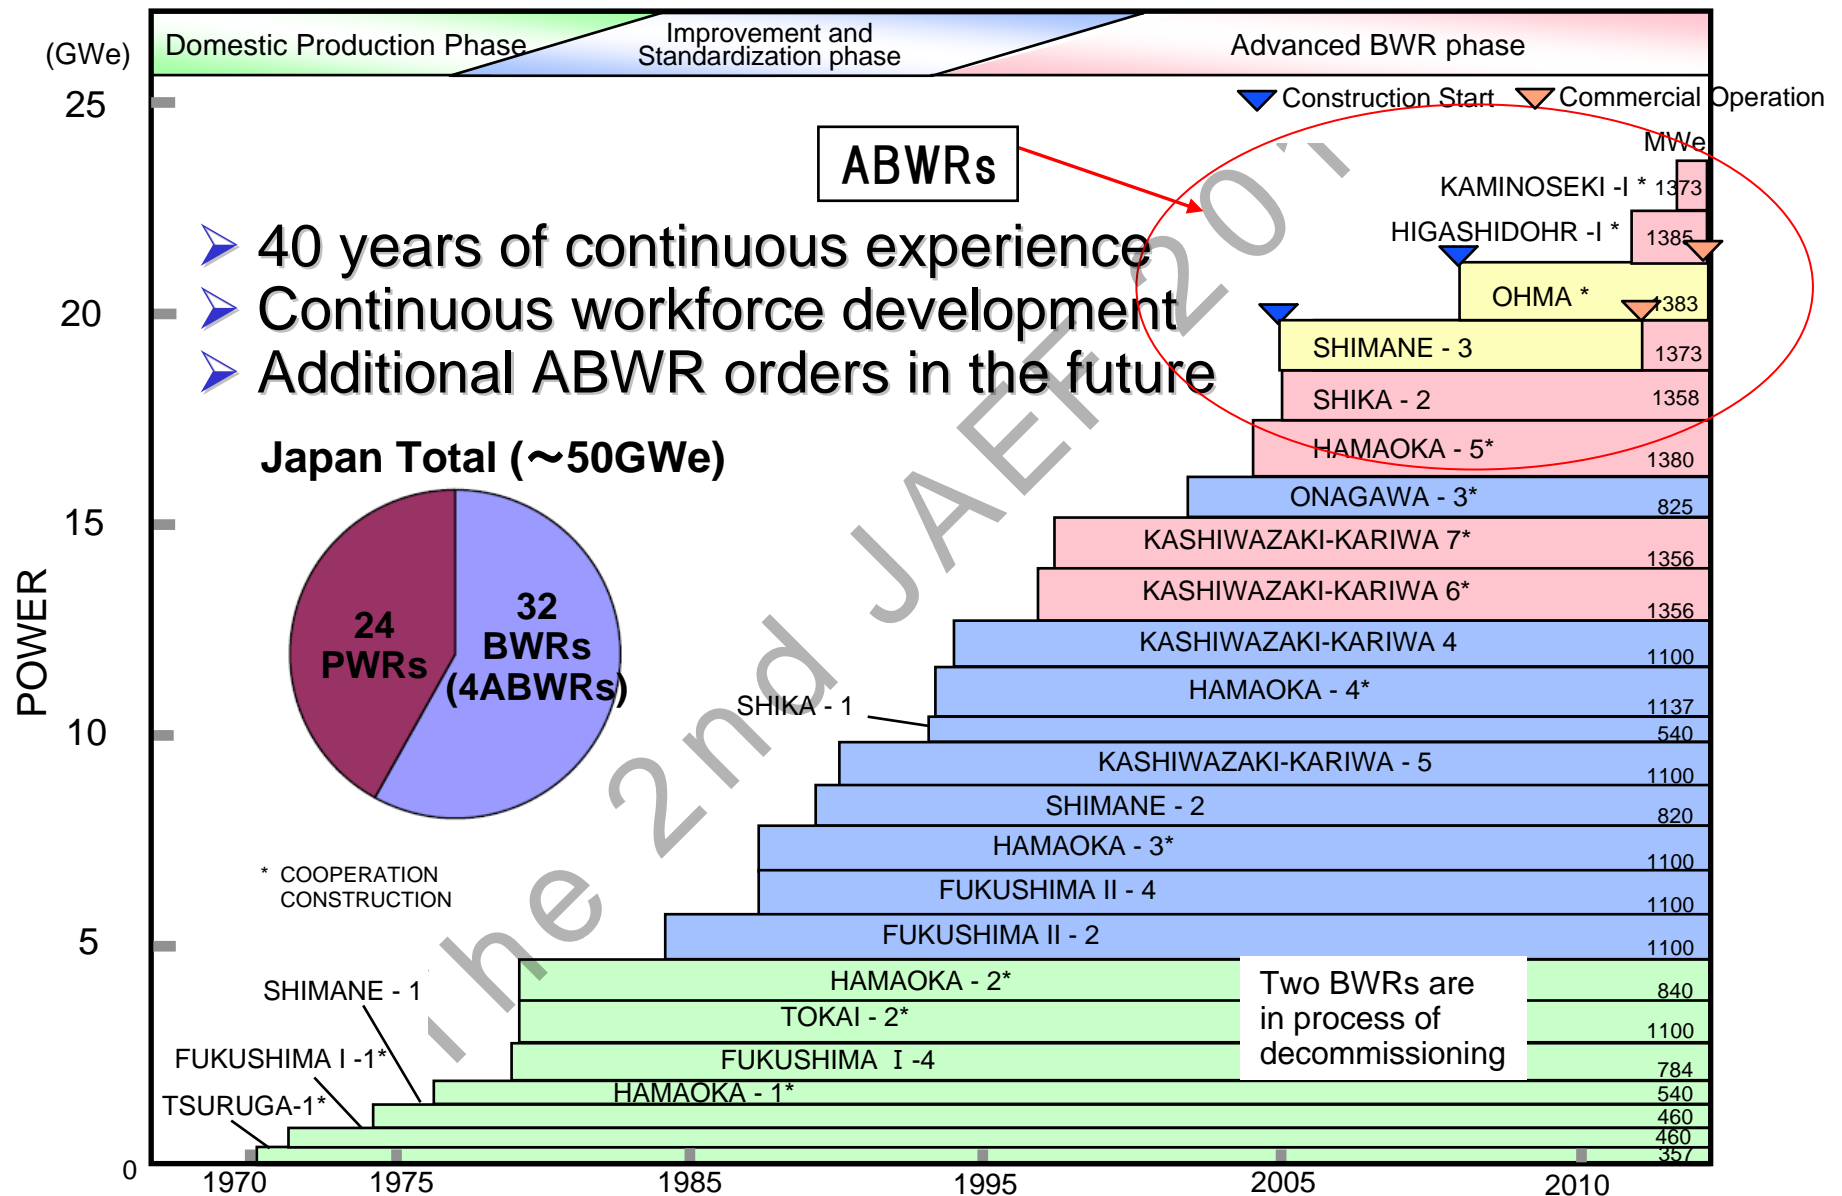 Domestic Production Phase
Improvement and
Standardization phase
Advanced BWR phase
(GWe)
25
20
15
10
5
0
POWER
Construction Start
Commercial Operation
MWe
ABWRs
40 years of continuous experience
Continuous workforce development
Additional ABWR orders in the future
Japan Total (～50GWe)
24
PWRs
32
BWRs
(4ABWRs)
* COOPERATION
CONSTRUCTION
KAMINOSEKI -I * 1373
HIGASHIDOHR -I * 1385
OHMA * 1383
SHIMANE - 3 1373
SHIKA - 2 1358
HAMAOKA - 5* 1380
ONAGAWA - 3* 825
KASHIWAZAKI-KARIWA 7* 1356
KASHIWAZAKI-KARIWA 6* 1356
KASHIWAZAKI-KARIWA 4 1100
HAMAOKA - 4* 1137
SHIKA - 1 540
KASHIWAZAKI-KARIWA - 5 1100
SHIMANE - 2 820
HAMAOKA - 3* 1100
FUKUSHIMA II - 4 1100
FUKUSHIMA II - 2 1100
HAMAOKA - 2* 840
TOKAI - 2* 1100
FUKUSHIMA I -4 784
HAMAOKA - 1* 540
SHIMANE - 1 460
FUKUSHIMA I -1* 460
TSURUGA-1* 357
Two BWRs are
in process of
decommissioning
1970 1975 1985 1995 2005 2010
The 2nd JAEF 201